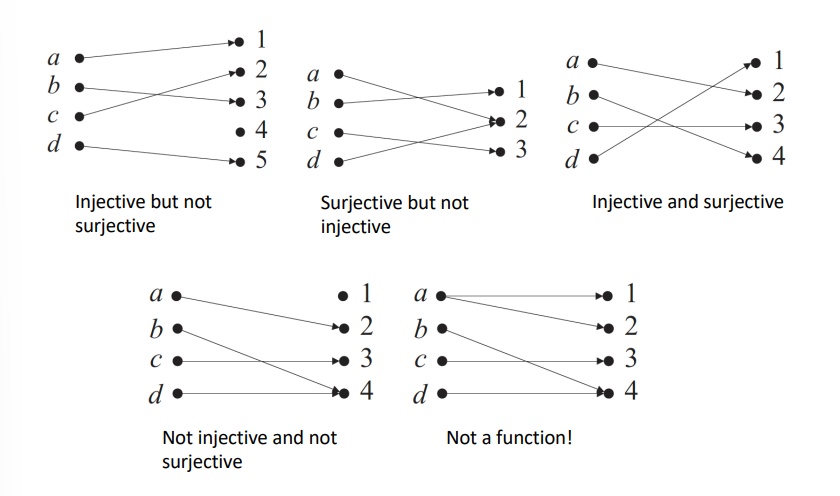 a
b
c
d
1
2
3
4
5
Injective but not
surjective
a
b
c
d
1
2
3
Surjective but not
injective
a
b
c
d
1
2
3
4
Injective and surjective
a
b
c
d
1
2
3
4
Not injective and not
surjective
a
b
c
d
1
2
3
4
Not a function!